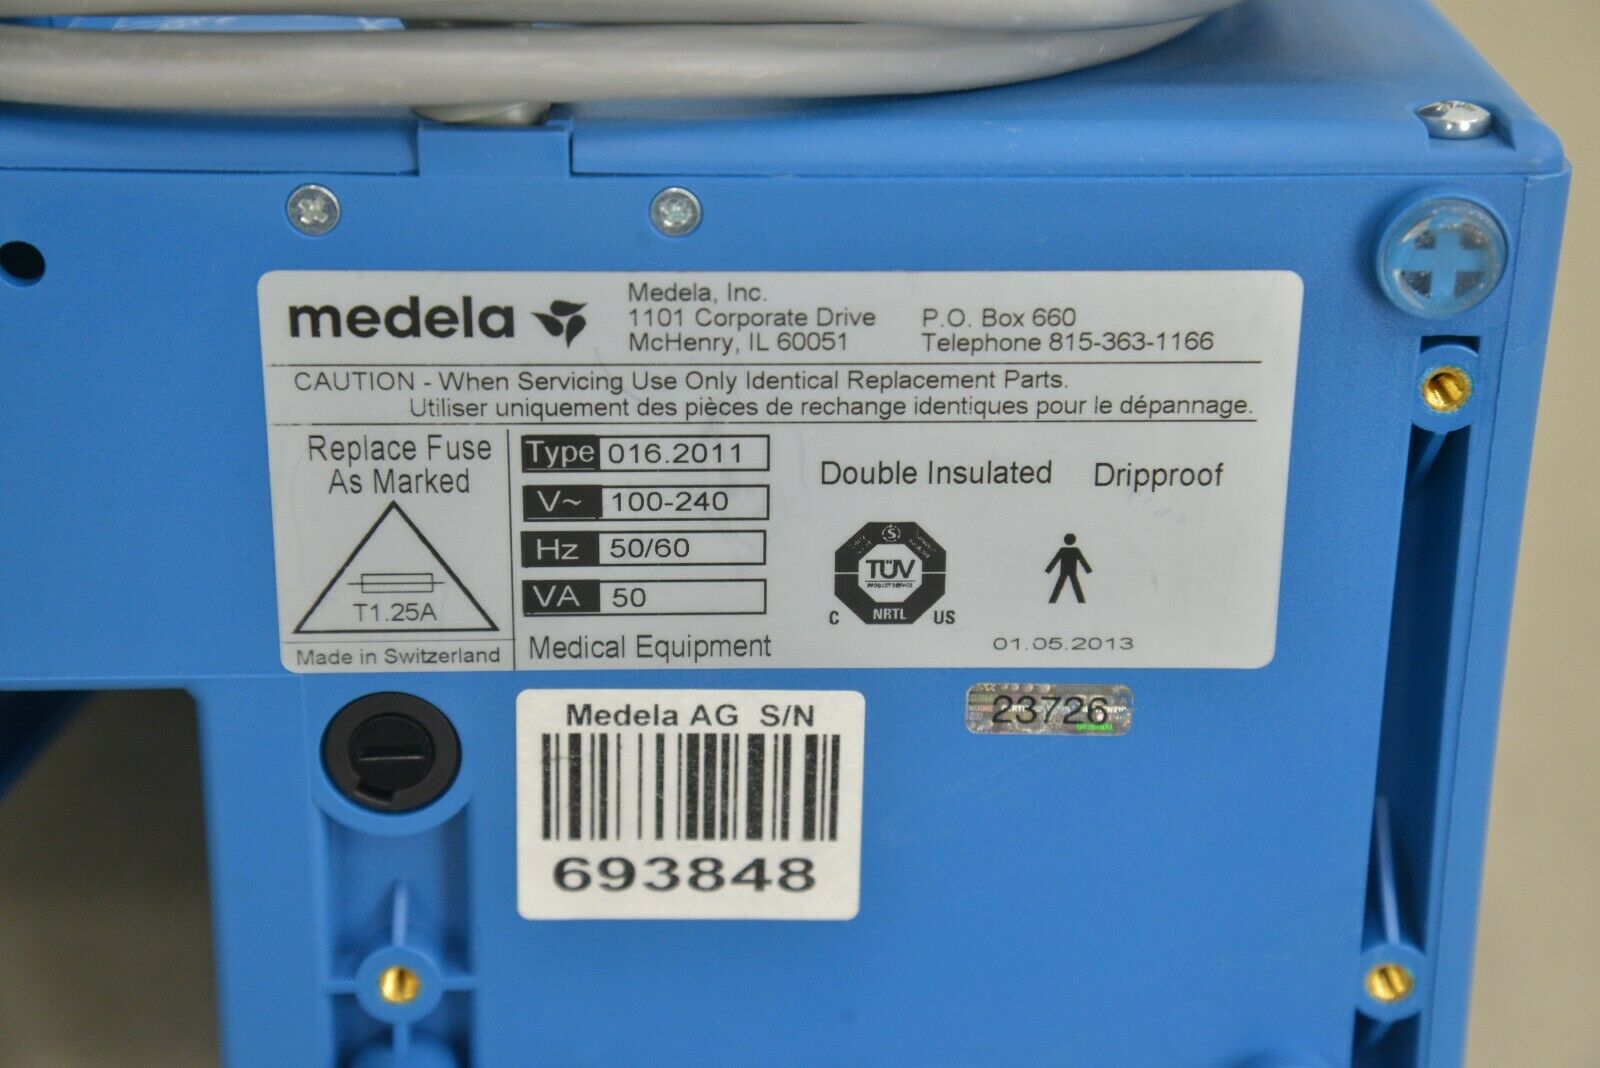 medela
Medela, Inc.
1101 Corporate Drive
McHenry, IL 60051
P.O. Box 660
Telephone 815-363-1166
CAUTION - When Servicing Use Only Identical Replacement Parts.
Utiliser uniquement des pièces de rechange identiques pour le dépannage.
Replace Fuse
As Marked
T1.25A
Made in Switzerland
Type 016.2011
V~ 100-240
Hz 50/60
VA 50
Medical Equipment
Double Insulated
Dripproof
S
TÜV
PRODUCT SERVICE
C NRTL US
01.05.2013
Medela AG S/N
693848
23726
ORIGINAL